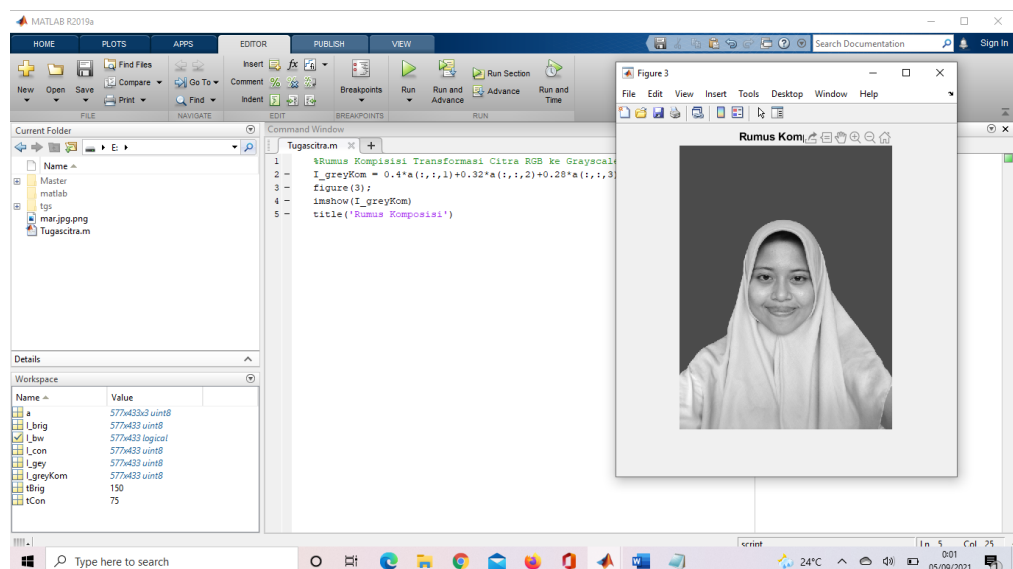 MATLAB R2019a
HOME PLOTS APPS EDITOR PUBLISH VIEW Search Documentation Sign In
New Open Save Find Files Compare Print Go To Find Insert Comment Indent fx Breakpoints Run Run and Advance Run Section Advance Run and Time
FILE NAVIGATE EDIT BREAKPOINTS RUN
Current Folder
E:
Name
Master
matlab
tgs
mar.jpg.png
Tugascitra.m
Details
Workspace
Name Value
a 577x433x3 uint8
I_brig 577x433 uint8
I_bw 577x433 logical
I_con 577x433 uint8
I_gey 577x433 uint8
I_greyKom 577x433 uint8
tBrig 150
tCon 75
Command Window
Tugascitra.m
1 %Rumus Kompisisi Transformasi Citra RGB ke Grayscale
2 I_greyKom = 0.4*a(:,:,1)+0.32*a(:,:,2)+0.28*a(:,:,3)
3 figure(3);
4 imshow(I_greyKom)
5 title('Rumus Komposisi')
Figure 3
File Edit View Insert Tools Desktop Window Help
Rumus Kom
script Ln 5 Col 25
Type here to search
24°C
0:01
05/09/2021